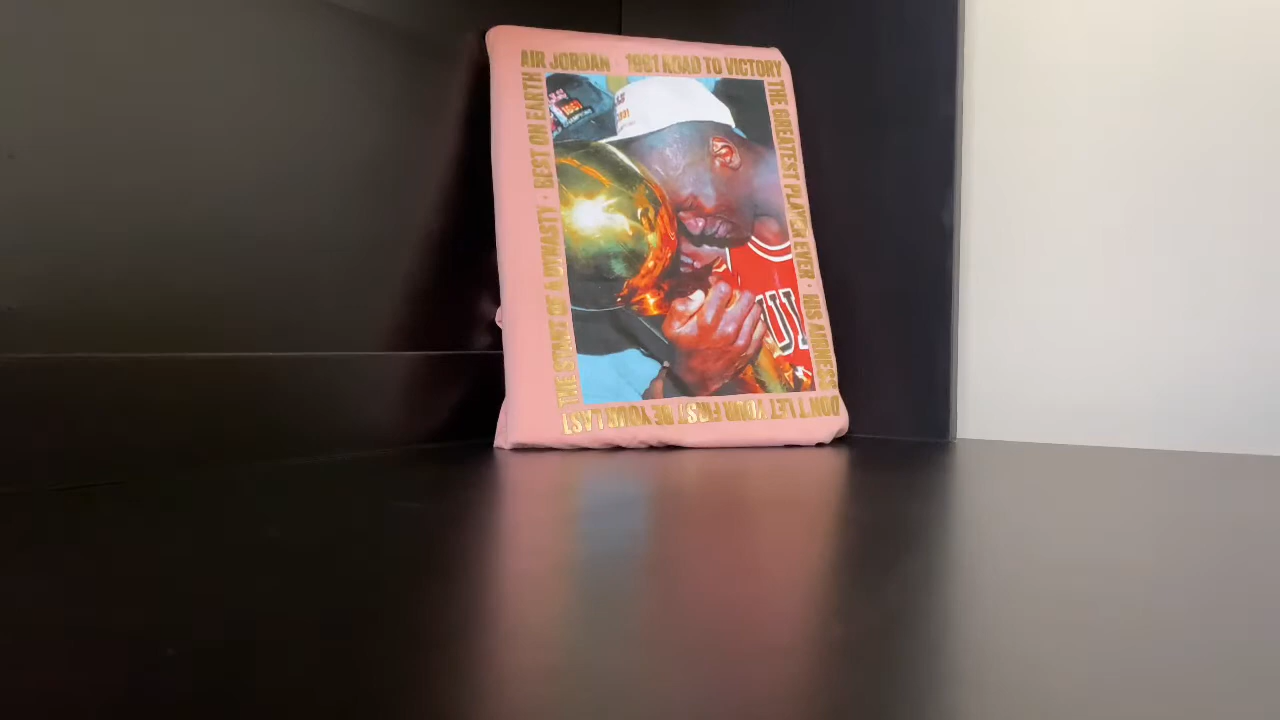 AIR JORDAN · 1991 ROAD TO VICTORY
THE GREATEST PLAYER EVER · HIS AIRNESS
DON'T LET YOUR FIRST BE YOUR LAST
THE START OF A DYNASTY · BEST ON EARTH
1991